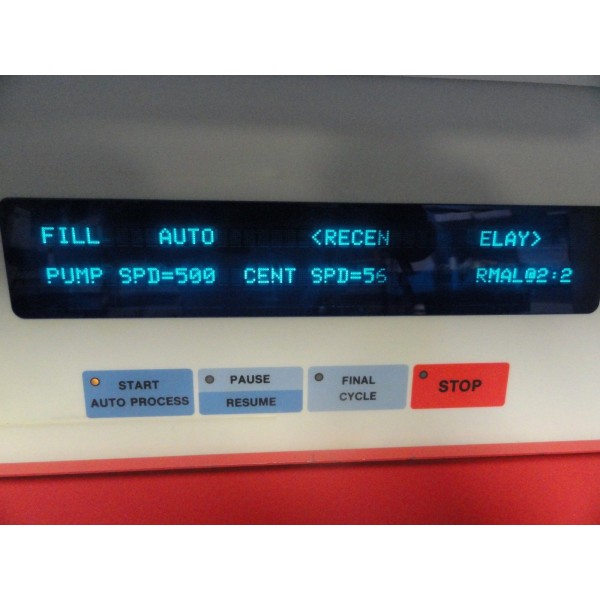 FILL AUTO <RECEN ELAY>
PUMP SPD=500 CENT SPD=56 RMAL@2:2
START
AUTO PROCESS
PAUSE
RESUME
FINAL
CYCLE
STOP